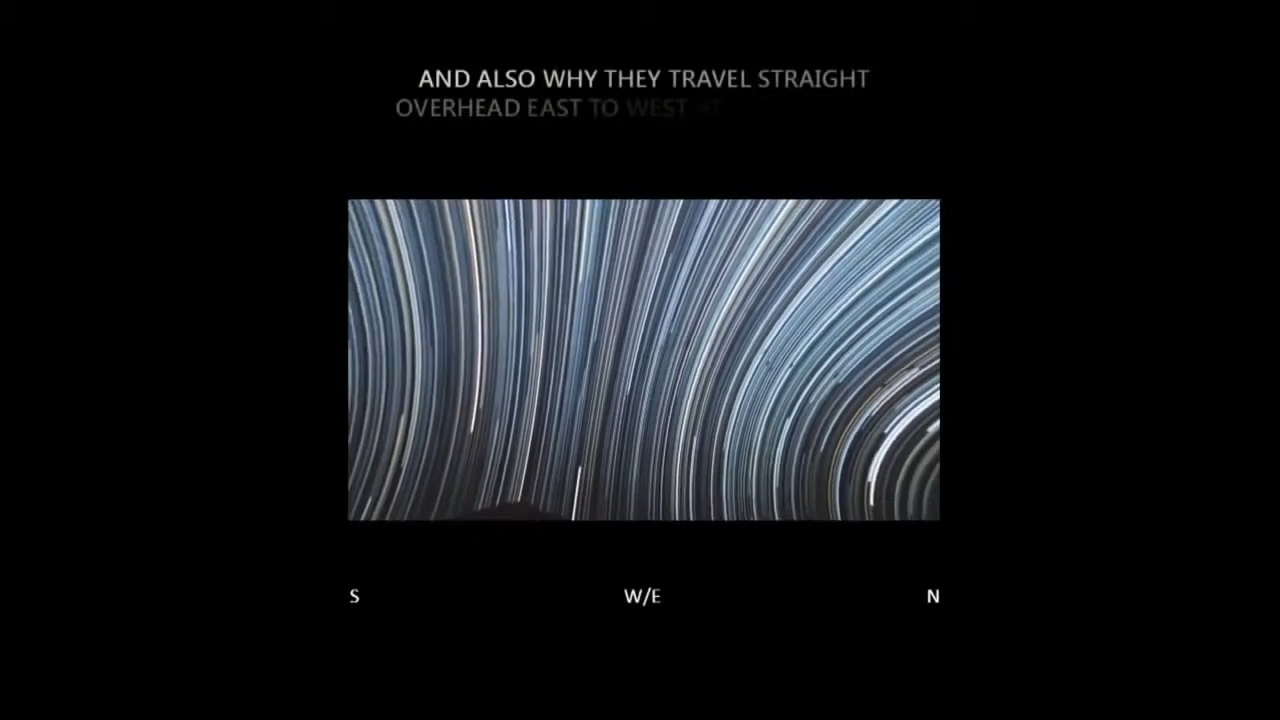 AND ALSO WHY THEY TRAVEL STRAIGHT
OVERHEAD EAST TO WEST
S W/E N